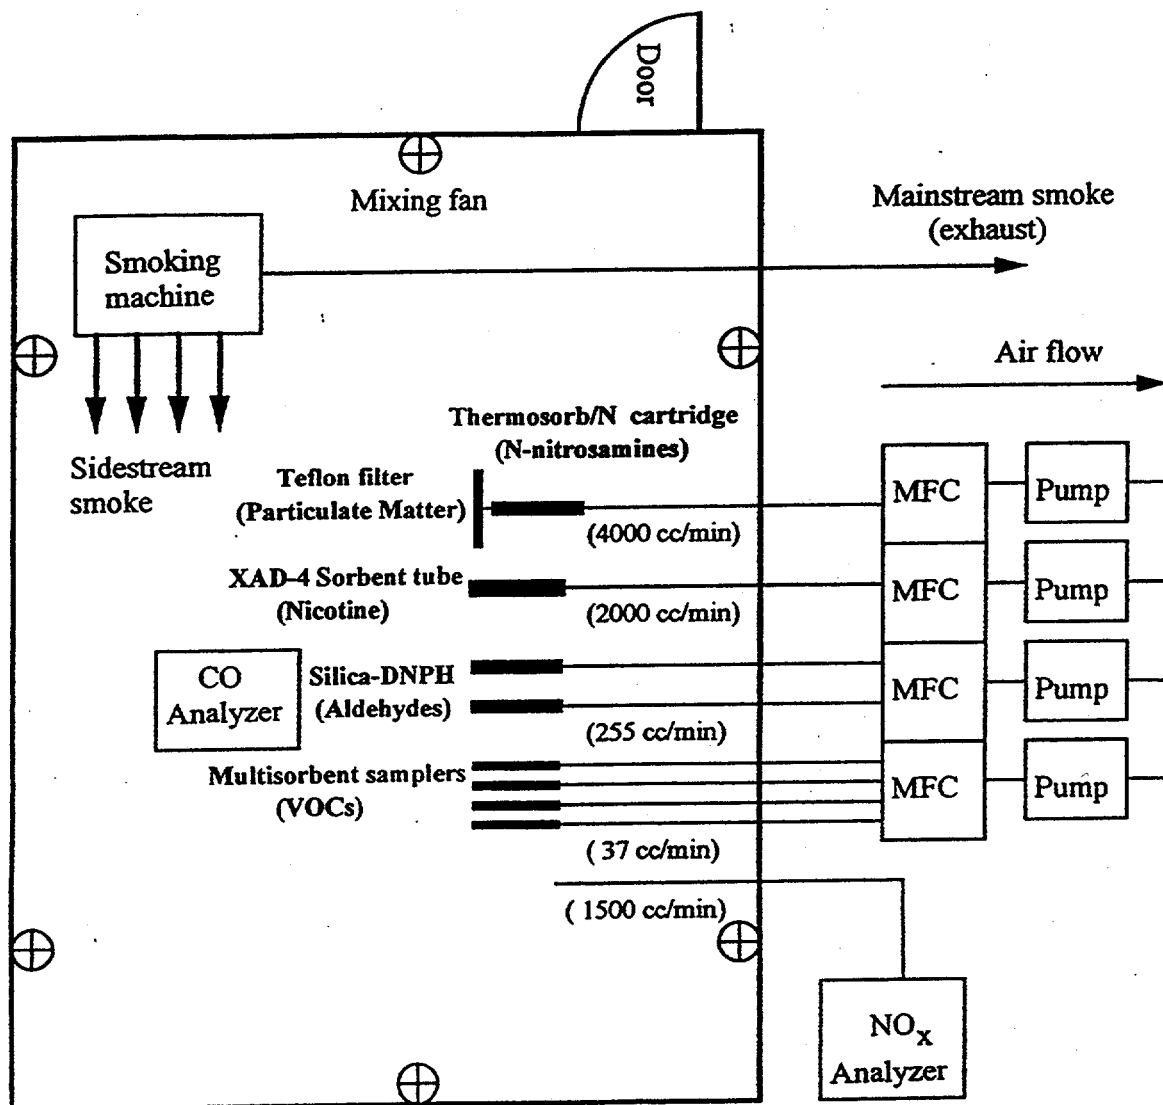 Door
Mixing fan
Mainstream smoke
(exhaust)
Smoking
machine
Air flow
Sidestream
smoke
Thermosorb/N cartridge
(N-nitrosamines)
Teflon filter
(Particulate Matter)
(4000 cc/min)
MFC
Pump
XAD-4 Sorbent tube
(Nicotine)
(2000 cc/min)
MFC
Pump
CO
Analyzer
Silica-DNPH
(Aldehydes)
(255 cc/min)
MFC
Pump
Multisorbent samplers
(VOCs)
( 37 cc/min)
MFC
Pump
( 1500 cc/min)
NOx
Analyzer